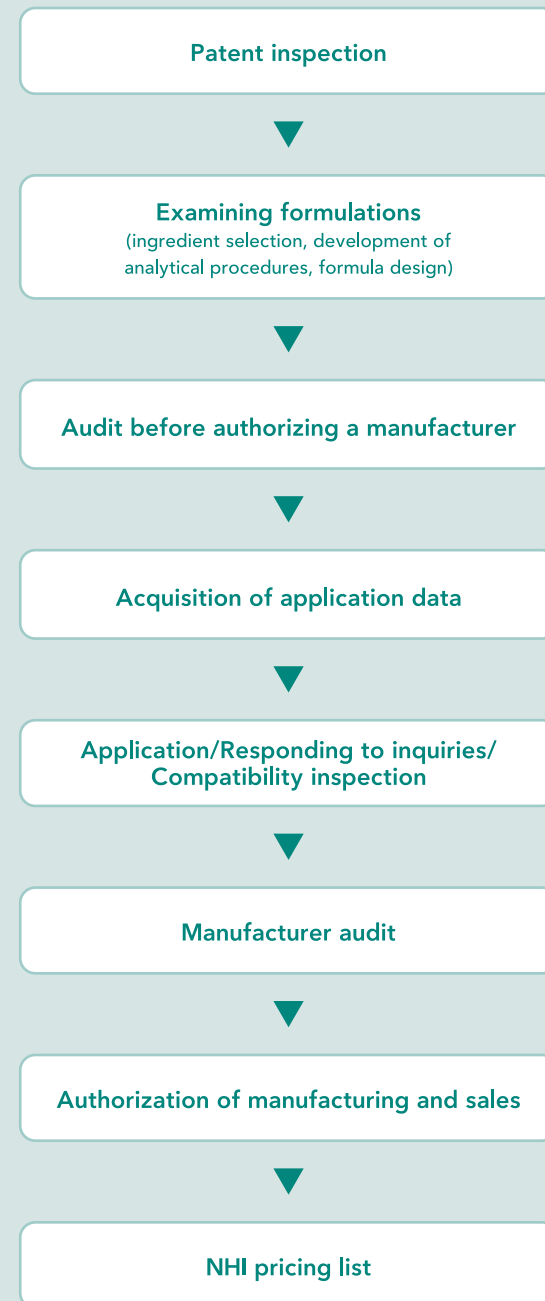 Patent inspection
Examining formulations
(ingredient selection, development of
analytical procedures, formula design)
Audit before authorizing a manufacturer
Acquisition of application data
Application/Responding to inquiries/
Compatibility inspection
Manufacturer audit
Authorization of manufacturing and sales
NHI pricing list